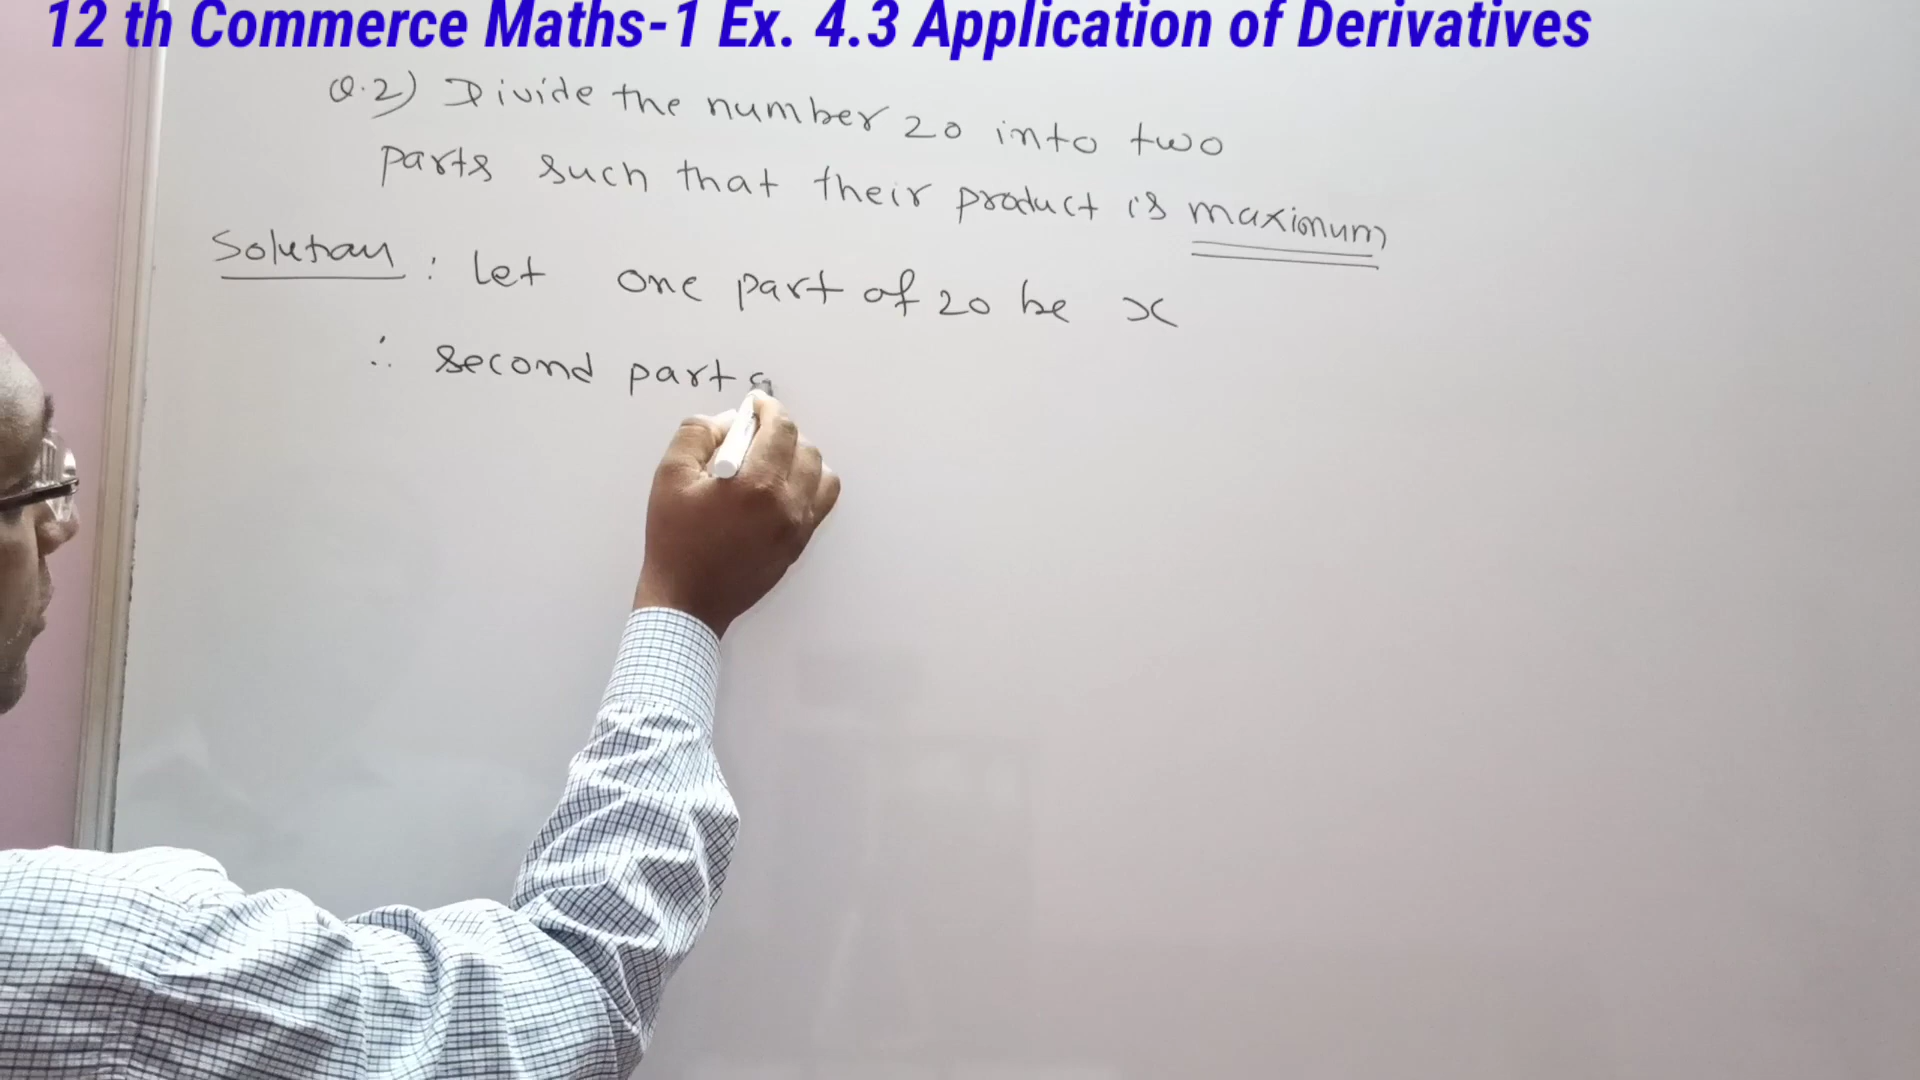 12 th Commerce Maths-1 Ex. 4.3 Application of Derivatives
Q.2) Divide the number 20 into two
parts such that their product is maximum
Solution : Let one part of 20 be x
∴ second part